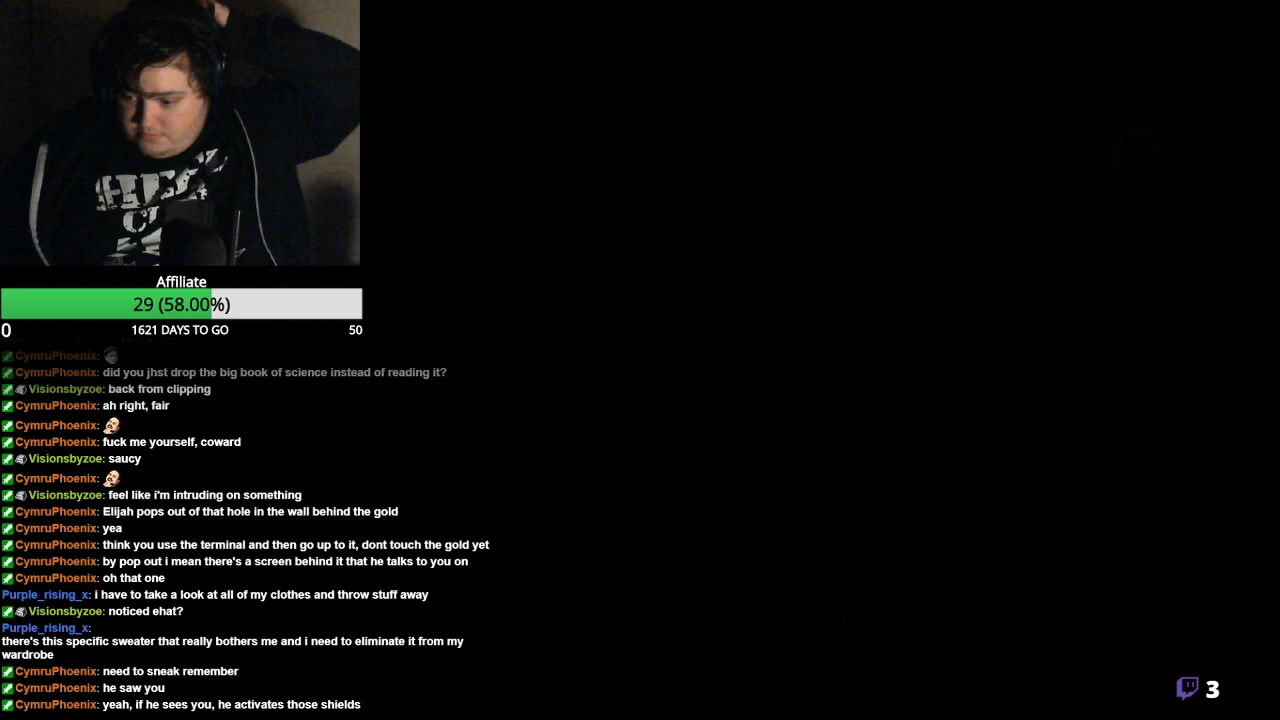 Affiliate
29 (58.00%)
0 1621 DAYS TO GO 50
CymruPhoenix:
CymruPhoenix: did you jhst drop the big book of science instead of reading it?
Visionsbyzoe: back from clipping
CymruPhoenix: ah right, fair
CymruPhoenix:
CymruPhoenix: fuck me yourself, coward
Visionsbyzoe: saucy
CymruPhoenix:
Visionsbyzoe: feel like i'm intruding on something
CymruPhoenix: Elijah pops out of that hole in the wall behind the gold
CymruPhoenix: yea
CymruPhoenix: think you use the terminal and then go up to it, dont touch the gold yet
CymruPhoenix: by pop out i mean there's a screen behind it that he talks to you on
CymruPhoenix: oh that one
Purple_rising_x: i have to take a look at all of my clothes and throw stuff away
Visionsbyzoe: noticed ehat?
Purple_rising_x:
there's this specific sweater that really bothers me and i need to eliminate it from my
wardrobe
CymruPhoenix: need to sneak remember
CymruPhoenix: he saw you
CymruPhoenix: yeah, if he sees you, he activates those shields
3